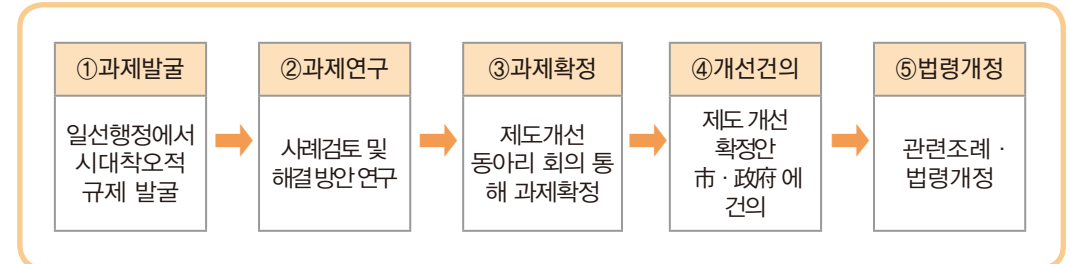 ①과제발굴
일선행정에서
시대착오적
규제 발굴
②과제연구
사례검토 및
해결방안 연구
③과제확정
제도개선
동아리 회의 통
해 과제확정
④개선건의
제도 개선
확정안
市 · 政府 에
건의
⑤법령개정
관련조례 ·
법령개정